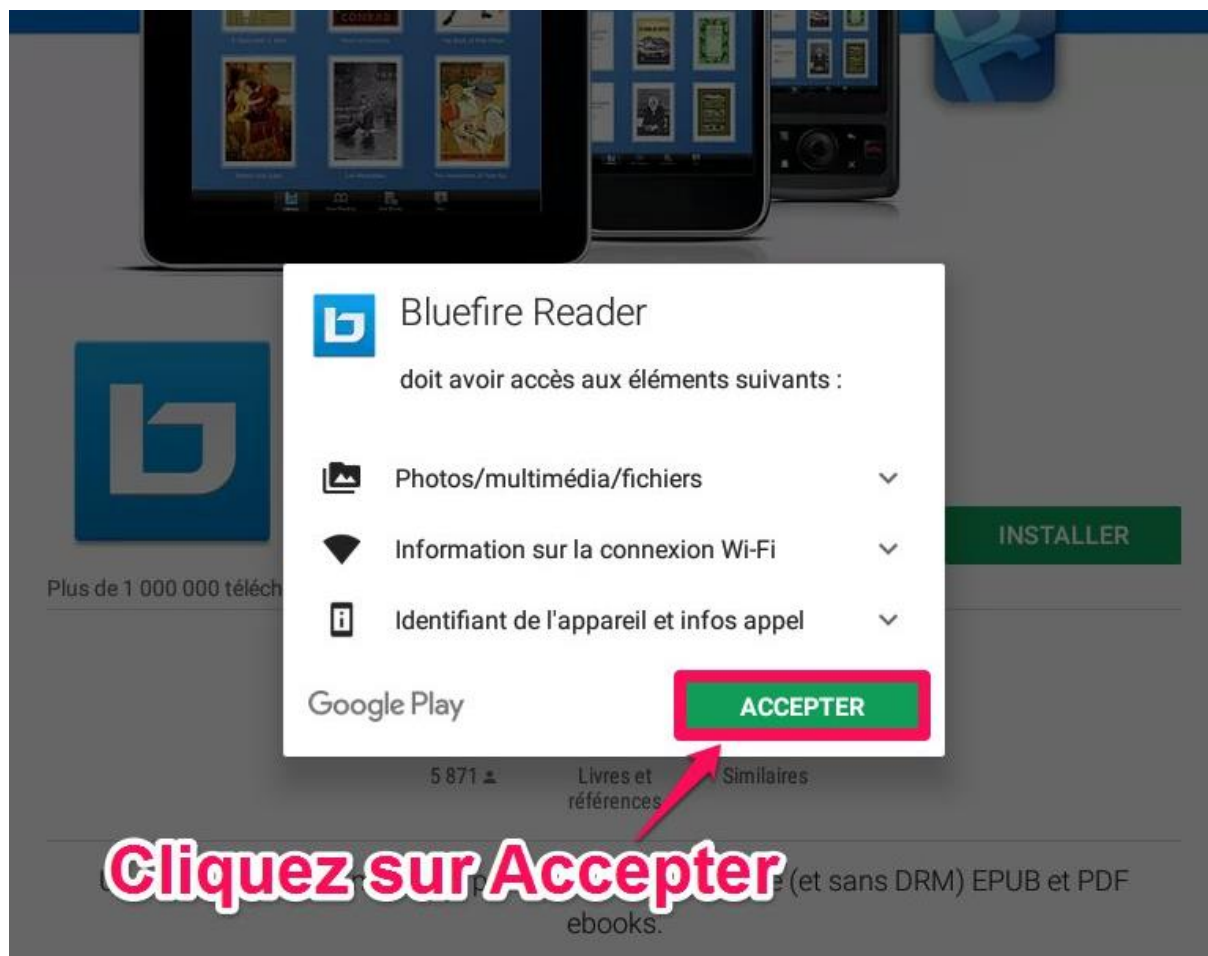 CONRAD
Bluefire Reader
doit avoir accès aux éléments suivants :
Photos/multimédia/fichiers
Information sur la connexion Wi-Fi
INSTALLER
Plus de 1 000 000 téléch
Identifiant de l'appareil et infos appel
Google Play
ACCEPTER
5 871
Livres et
références
Similaires
Cliquez sur Accepter
(et sans DRM) EPUB et PDF
ebooks.